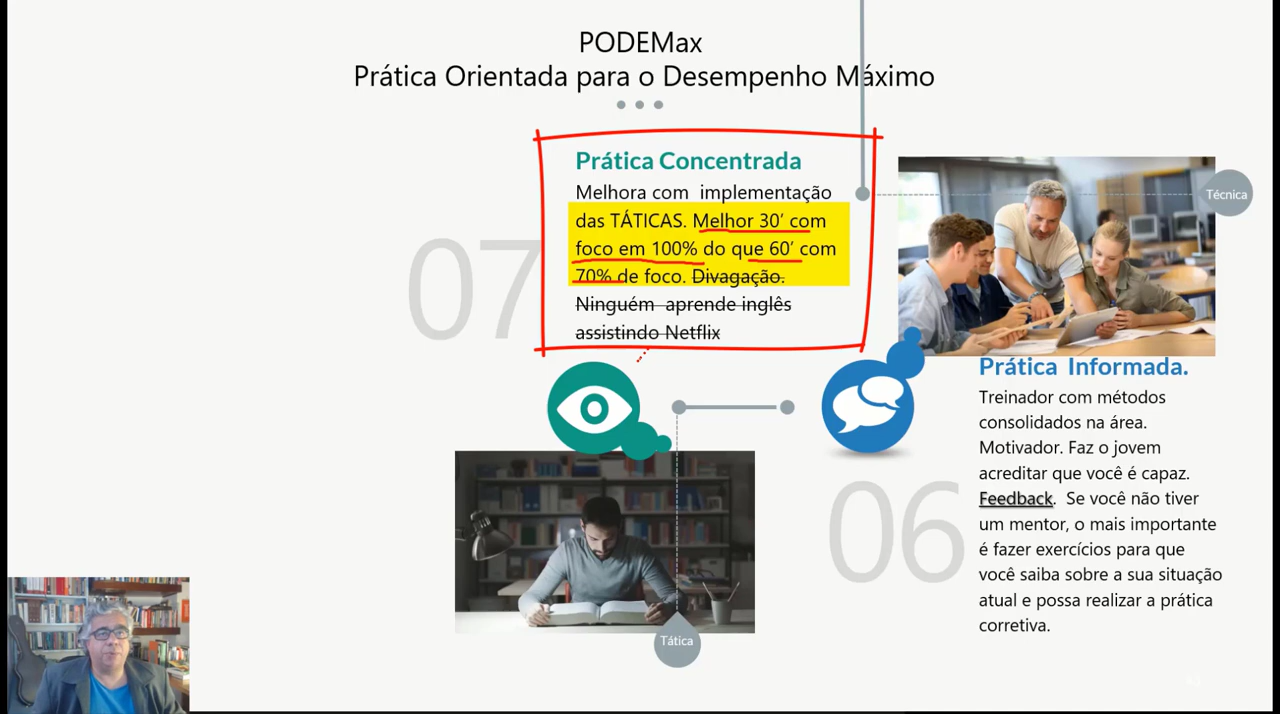 PODEMax
Prática Orientada para o Desempenho Máximo
07
Prática Concentrada
Melhora com implementação
das TÁTICAS. Melhor 30’ com
foco em 100% do que 60’ com
70% de foco. Divagação.
Ninguém aprende inglês
assistindo Netflix
Técnica
Tática
06
Prática Informada.
Treinador com métodos
consolidados na área.
Motivador. Faz o jovem
acreditar que você é capaz.
Feedback. Se você não tiver
um mentor, o mais importante
é fazer exercícios para que
você saiba sobre a sua situação
atual e possa realizar a prática
corretiva.